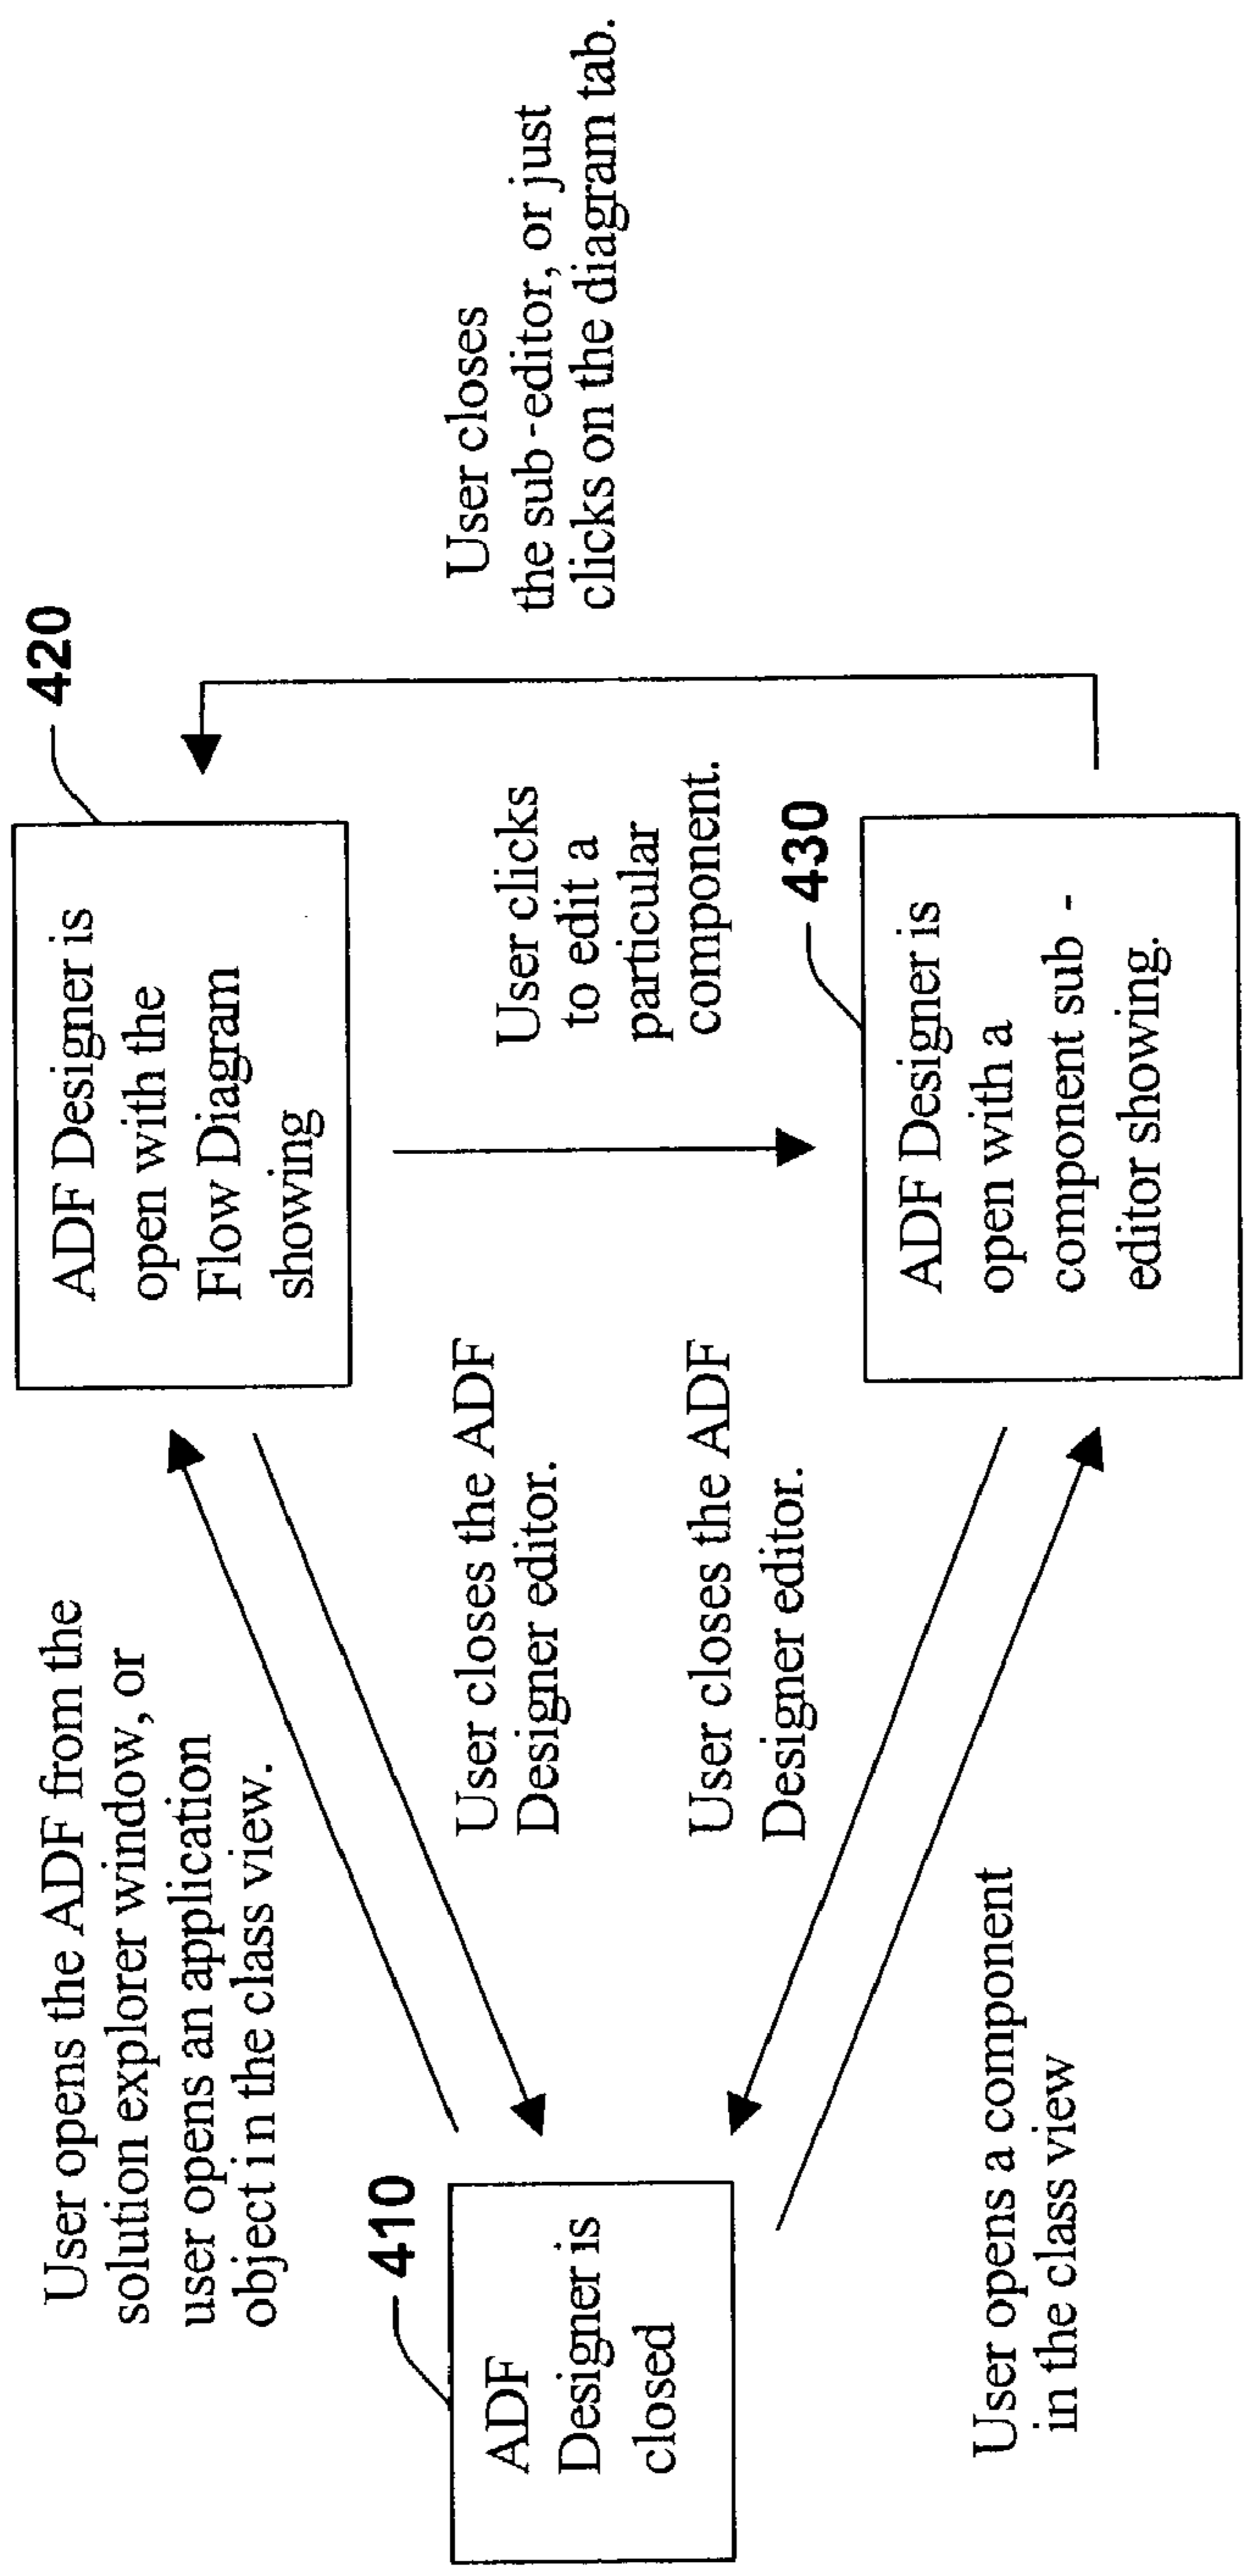 User opens the ADF from the
solution explorer window, or
user opens an application
object in the class view.
420
ADF Designer is
open with the
Flow Diagram
showing
410
ADF
Designer is
closed
User closes the ADF
Designer editor.
User clicks
to edit a
particular
component.
User closes
the sub-editor, or just
clicks on the diagram tab.
User closes the ADF
Designer editor.
430
ADF Designer is
open with a
component sub -
editor showing.
User opens a component
in the class view